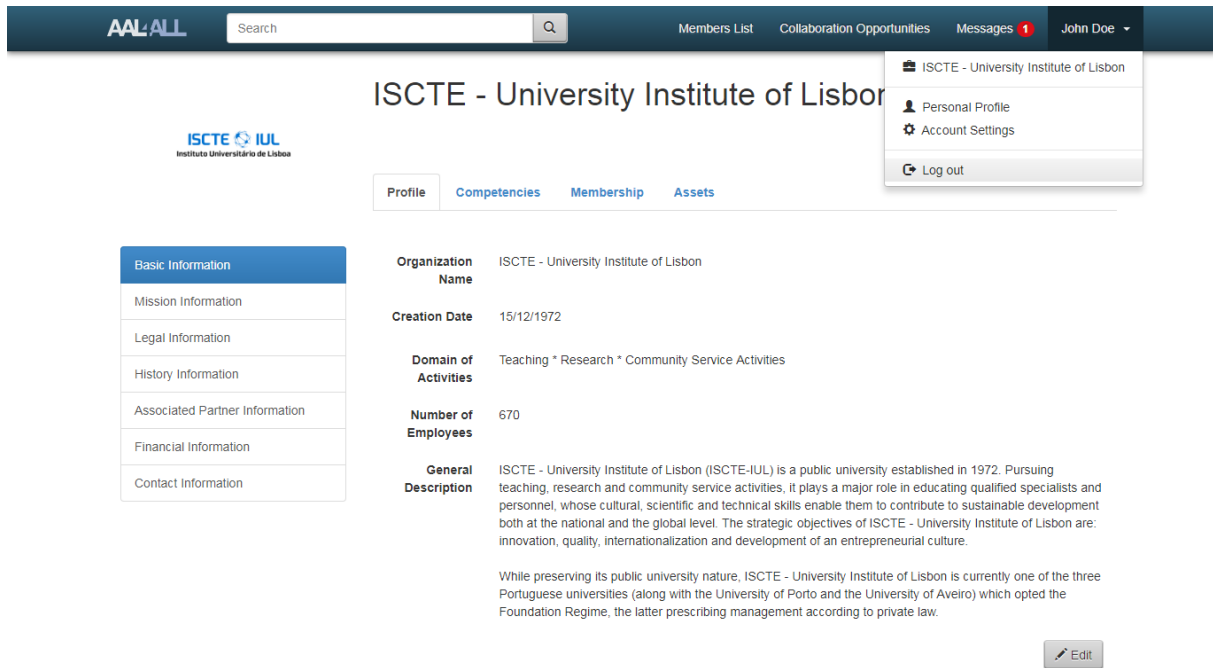 AAL4ALL
Search
Members List
Collaboration Opportunities
Messages 1
John Doe
ISCTE - University Institute of Lisbon
Personal Profile
Account Settings
Log out
ISCTE - University Institute of Lisbon
ISCTE IUL
Instituto Universitário de Lisboa
Profile
Competencies
Membership
Assets
Basic Information
Mission Information
Legal Information
History Information
Associated Partner Information
Financial Information
Contact Information
Organization
Name
ISCTE - University Institute of Lisbon
Creation Date
15/12/1972
Domain of
Activities
Teaching * Research * Community Service Activities
Number of
Employees
670
General
Description
ISCTE - University Institute of Lisbon (ISCTE-IUL) is a public university established in 1972. Pursuing
teaching, research and community service activities, it plays a major role in educating qualified specialists and
personnel, whose cultural, scientific and technical skills enable them to contribute to sustainable development
both at the national and the global level. The strategic objectives of ISCTE - University Institute of Lisbon are:
innovation, quality, internationalization and development of an entrepreneurial culture.
While preserving its public university nature, ISCTE - University Institute of Lisbon is currently one of the three
Portuguese universities (along with the University of Porto and the University of Aveiro) which opted the
Foundation Regime, the latter prescribing management according to private law.
Edit